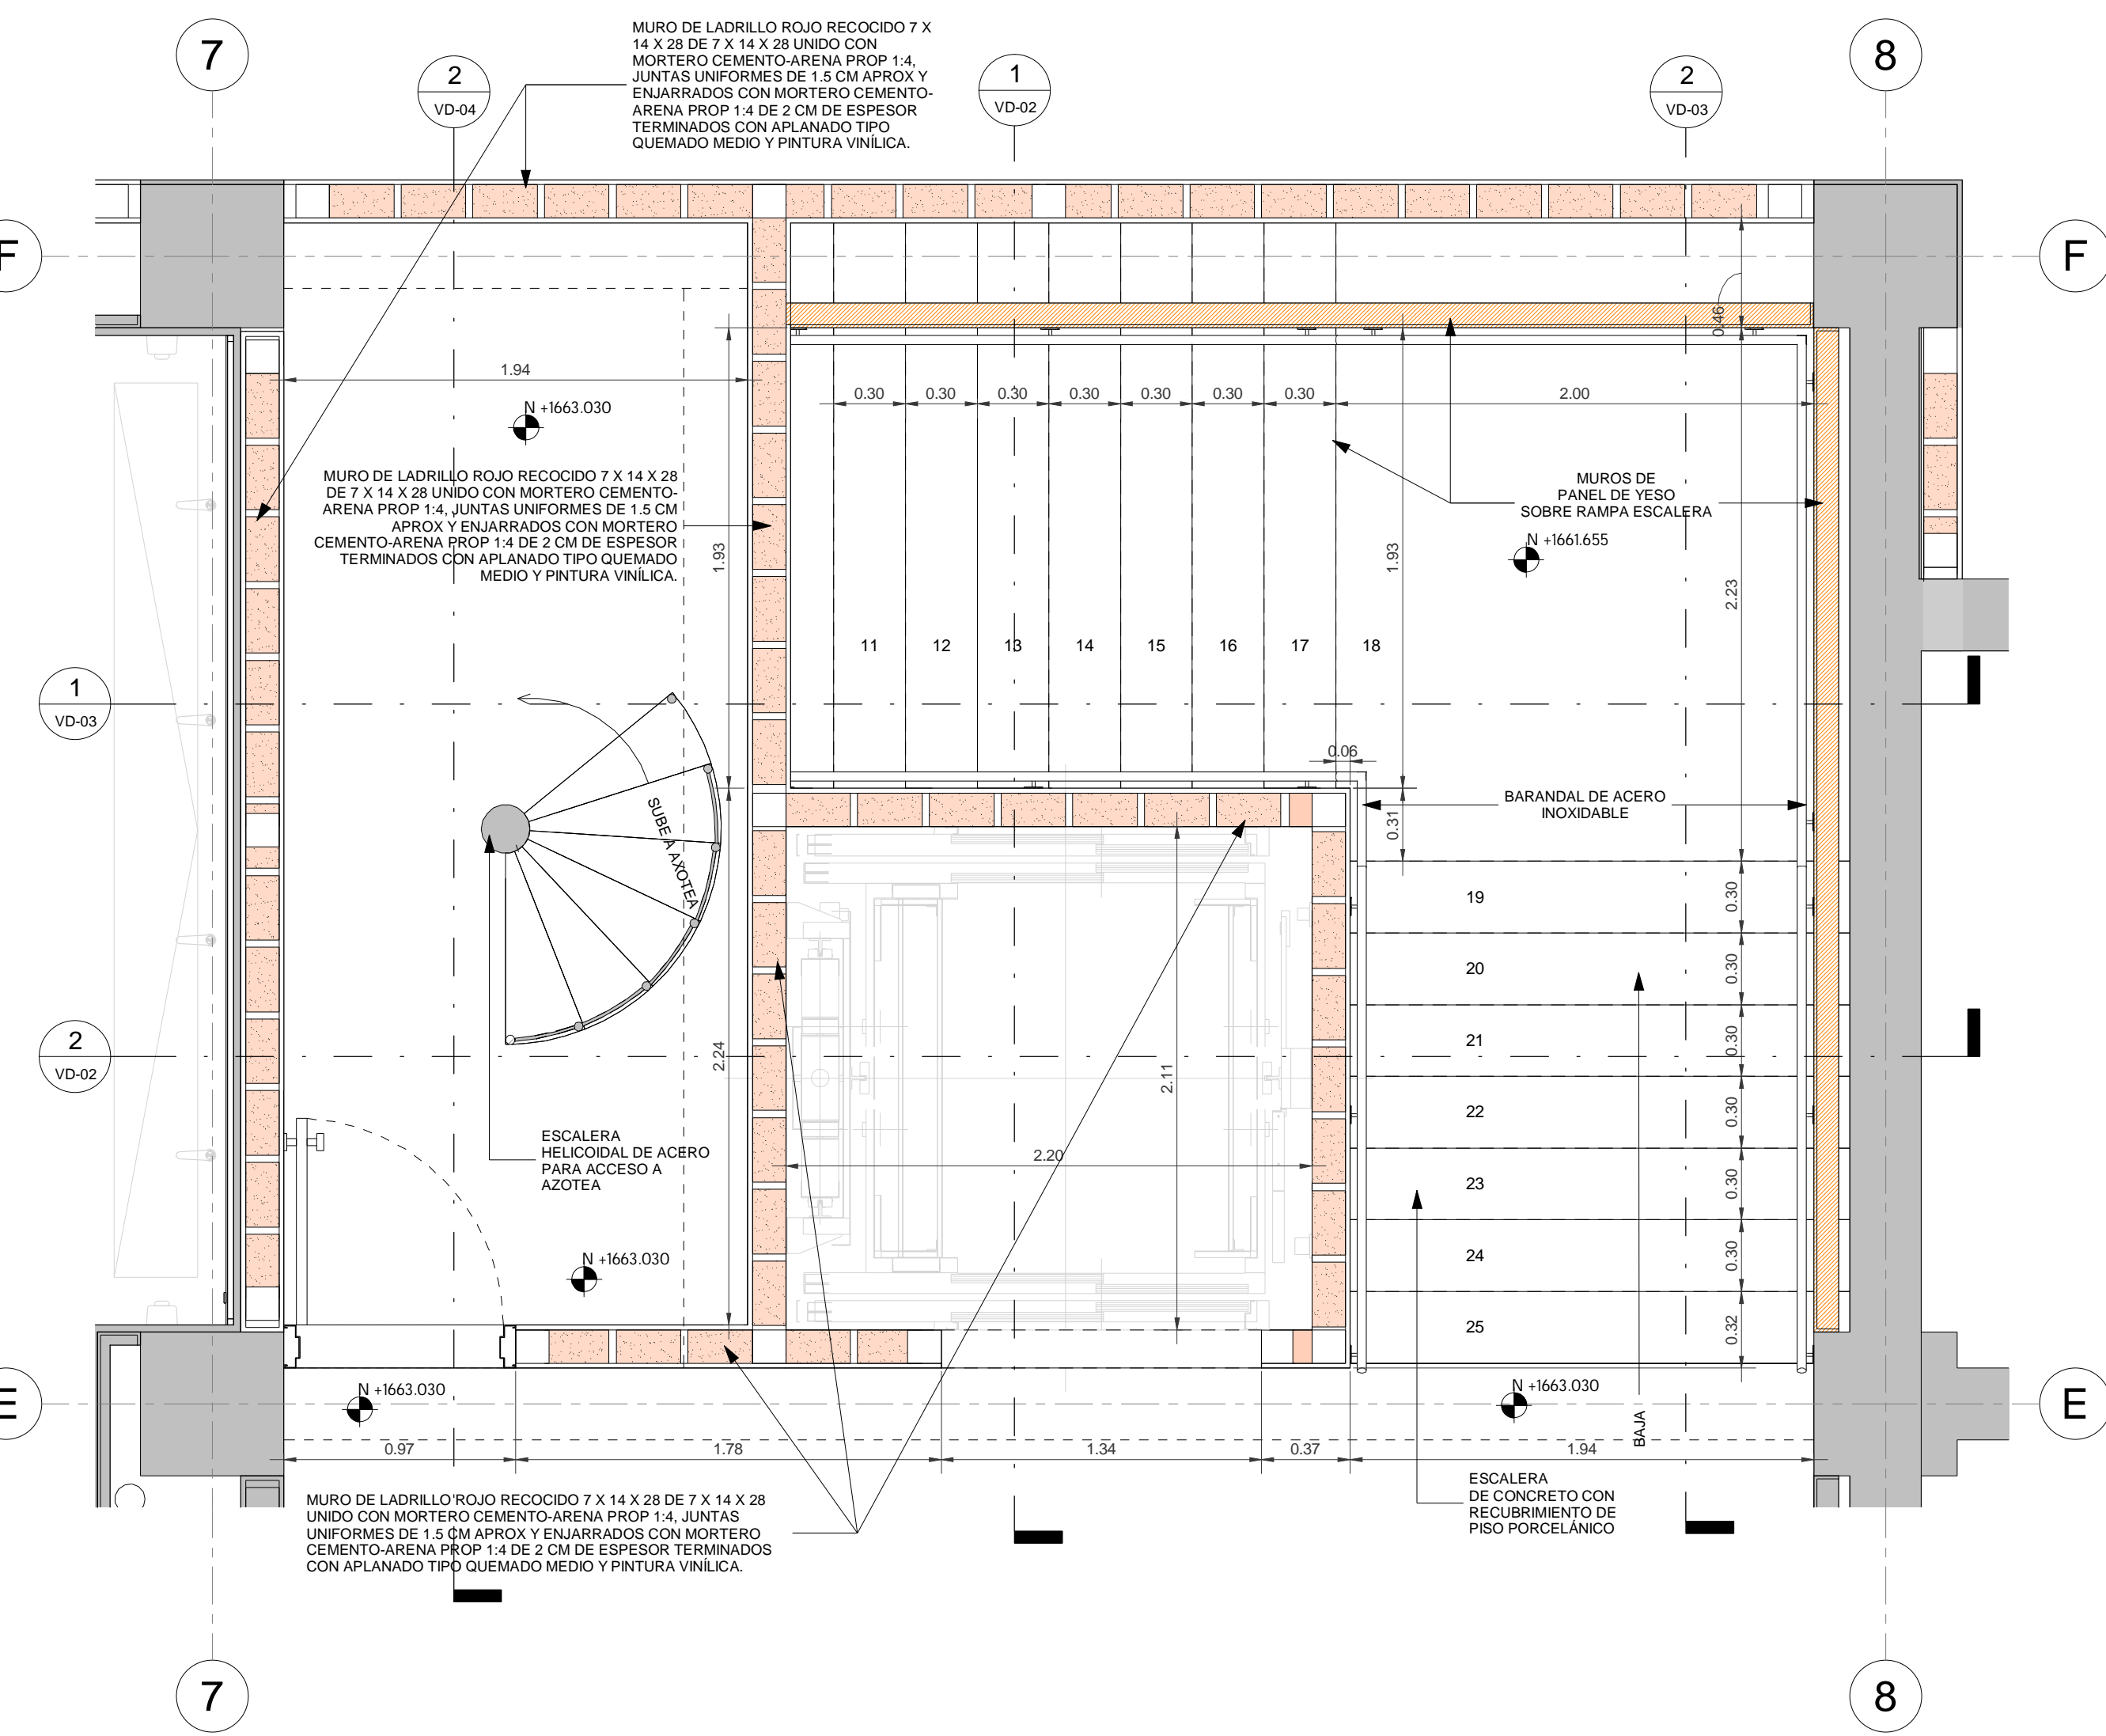 MURO DE LADRILLO ROJO RECOCIDO 7 X
14 X 28 DE 7 X 14 X 28 UNIDO CON
MORTERO CEMENTO-ARENA PROP 1:4,
JUNTAS UNIFORMES DE 1.5 CM APROX Y
ENJARRADOS CON MORTERO CEMENTO-
ARENA PROP 1:4 DE 2 CM DE ESPESOR
TERMINADOS CON APLANADO TIPO
QUEMADO MEDIO Y PINTURA VINÍLICA.
7
2
VD-04
1
VD-02
2
VD-03
8
F
F
0.46
1.94
N +1663.030
0.30
0.30
0.30
0.30
0.30
0.30
0.30
2.00
MURO DE LADRILLO ROJO RECOCIDO 7 X 14 X 28
DE 7 X 14 X 28 UNIDO CON MORTERO CEMENTO-
ARENA PROP 1:4, JUNTAS UNIFORMES DE 1.5 CM
APROX Y ENJARRADOS CON MORTERO
CEMENTO-ARENA PROP 1:4 DE 2 CM DE ESPESOR
TERMINADOS CON APLANADO TIPO QUEMADO
MEDIO Y PINTURA VINÍLICA.
MUROS DE
PANEL DE YESO
SOBRE RAMPA ESCALERA
N +1661.655
1.93
1.93
2.23
11
12
13
14
15
16
17
18
1
VD-03
0.06
SUBE A AXOTEA
BARANDAL DE ACERO
INOXIDABLE
0.31
19
0.30
20
0.30
21
0.30
22
0.30
23
0.30
24
0.30
25
0.32
2
VD-02
2.24
2.11
2.20
ESCALERA
HELICOIDAL DE ACERO
PARA ACCESO A
AZOTEA
N +1663.030
N +1663.030
N +1663.030
BAJA
E
E
0.97
1.78
1.34
0.37
1.94
MURO DE LADRILLO ROJO RECOCIDO 7 X 14 X 28 DE 7 X 14 X 28
UNIDO CON MORTERO CEMENTO-ARENA PROP 1:4, JUNTAS
UNIFORMES DE 1.5 CM APROX Y ENJARRADOS CON MORTERO
CEMENTO-ARENA PROP 1:4 DE 2 CM DE ESPESOR TERMINADOS
CON APLANADO TIPO QUEMADO MEDIO Y PINTURA VINÍLICA.
ESCALERA
DE CONCRETO CON
RECUBRIMIENTO DE
PISO PORCELÁNICO
7
8